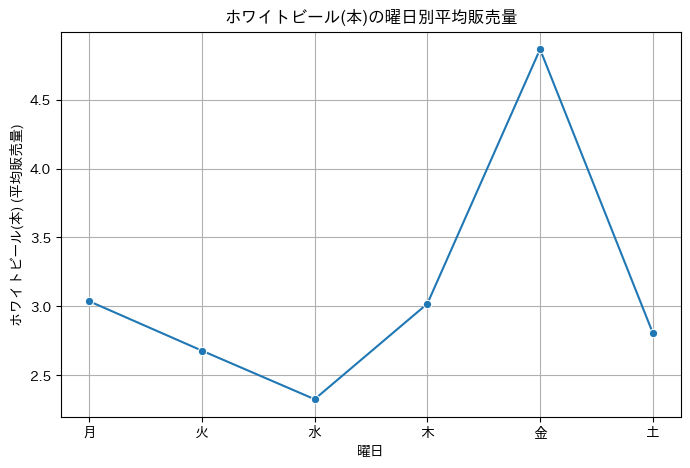 ホワイトビール(本)の曜日別平均販売量
ホワイトビール(本) (平均販売量)
4.5
4.0
3.5
3.0
2.5
月 火 水 木 金 土
曜日